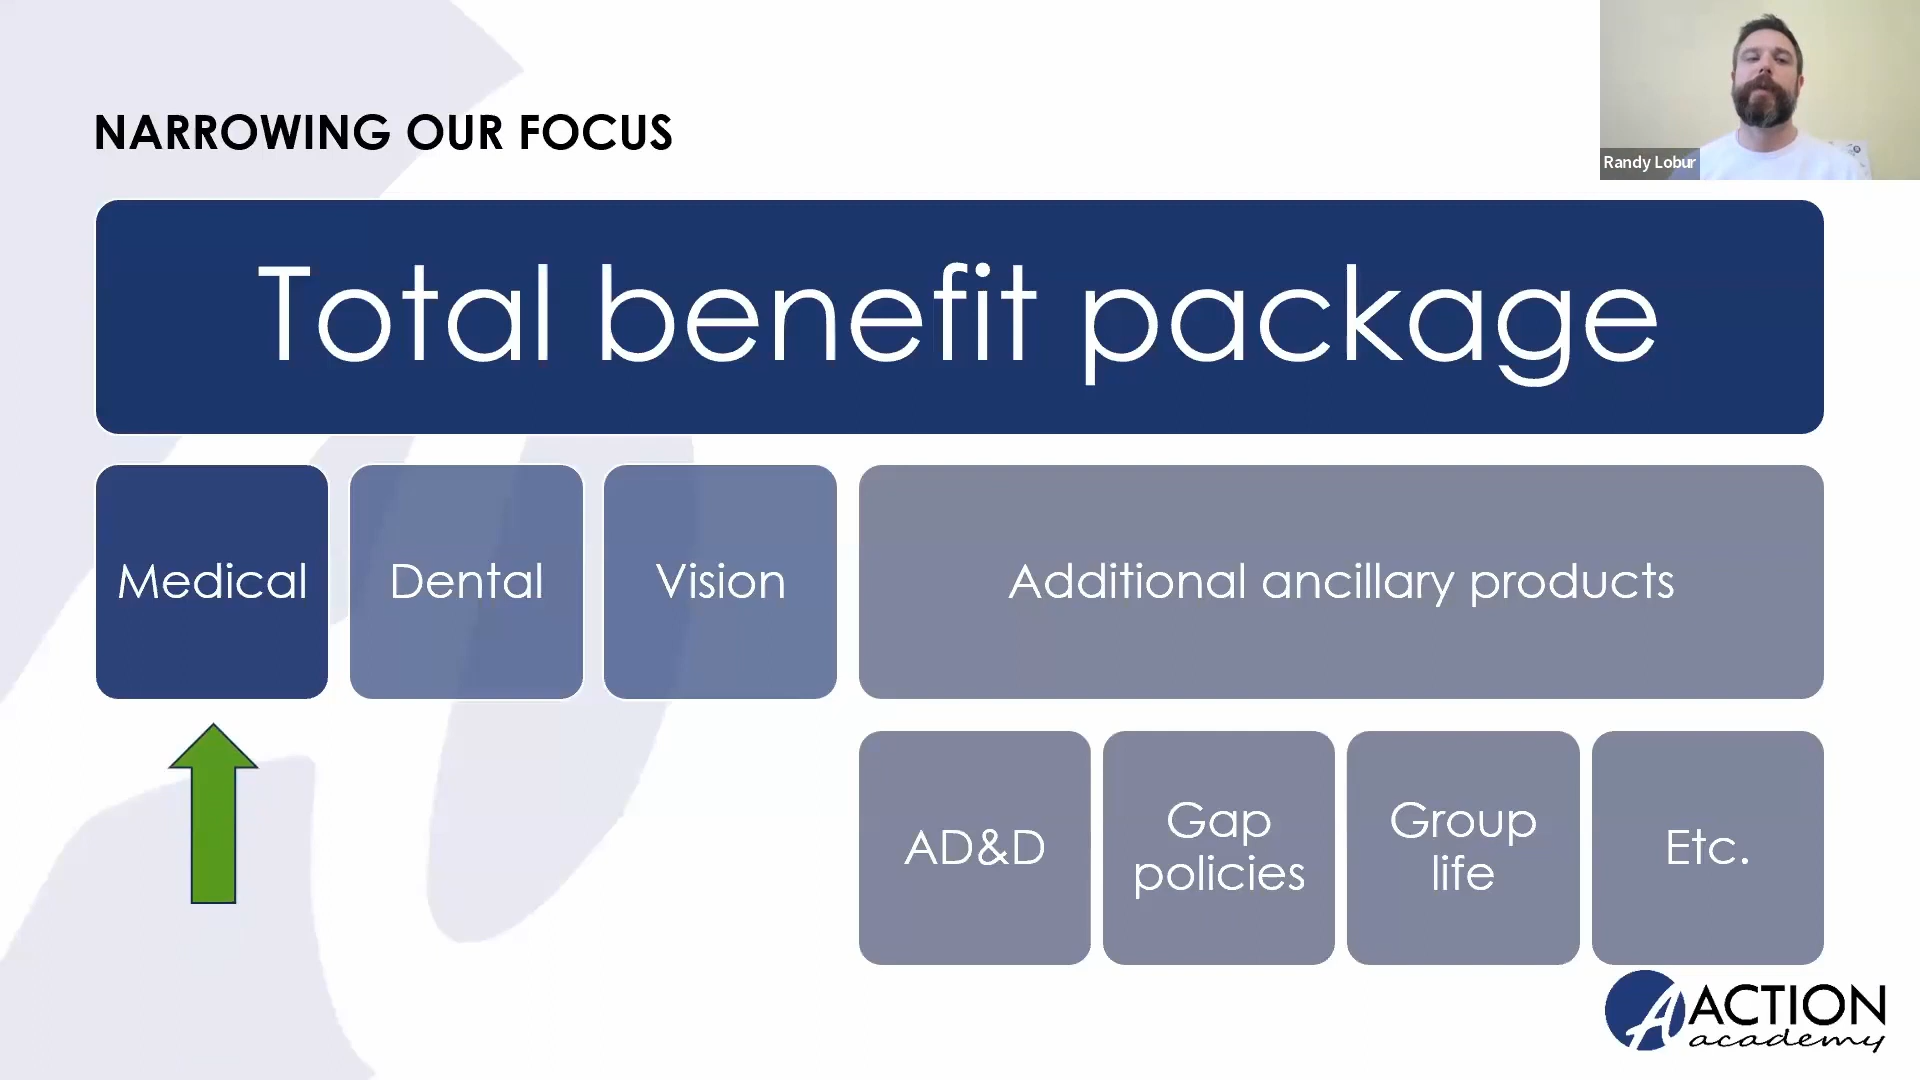 NARROWING OUR FOCUS
Randy Lobur
Total benefit package
Medical
Dental
Vision
Additional ancillary products
AD&D
Gap
policies
Group
life
Etc.
A ACTION
academy